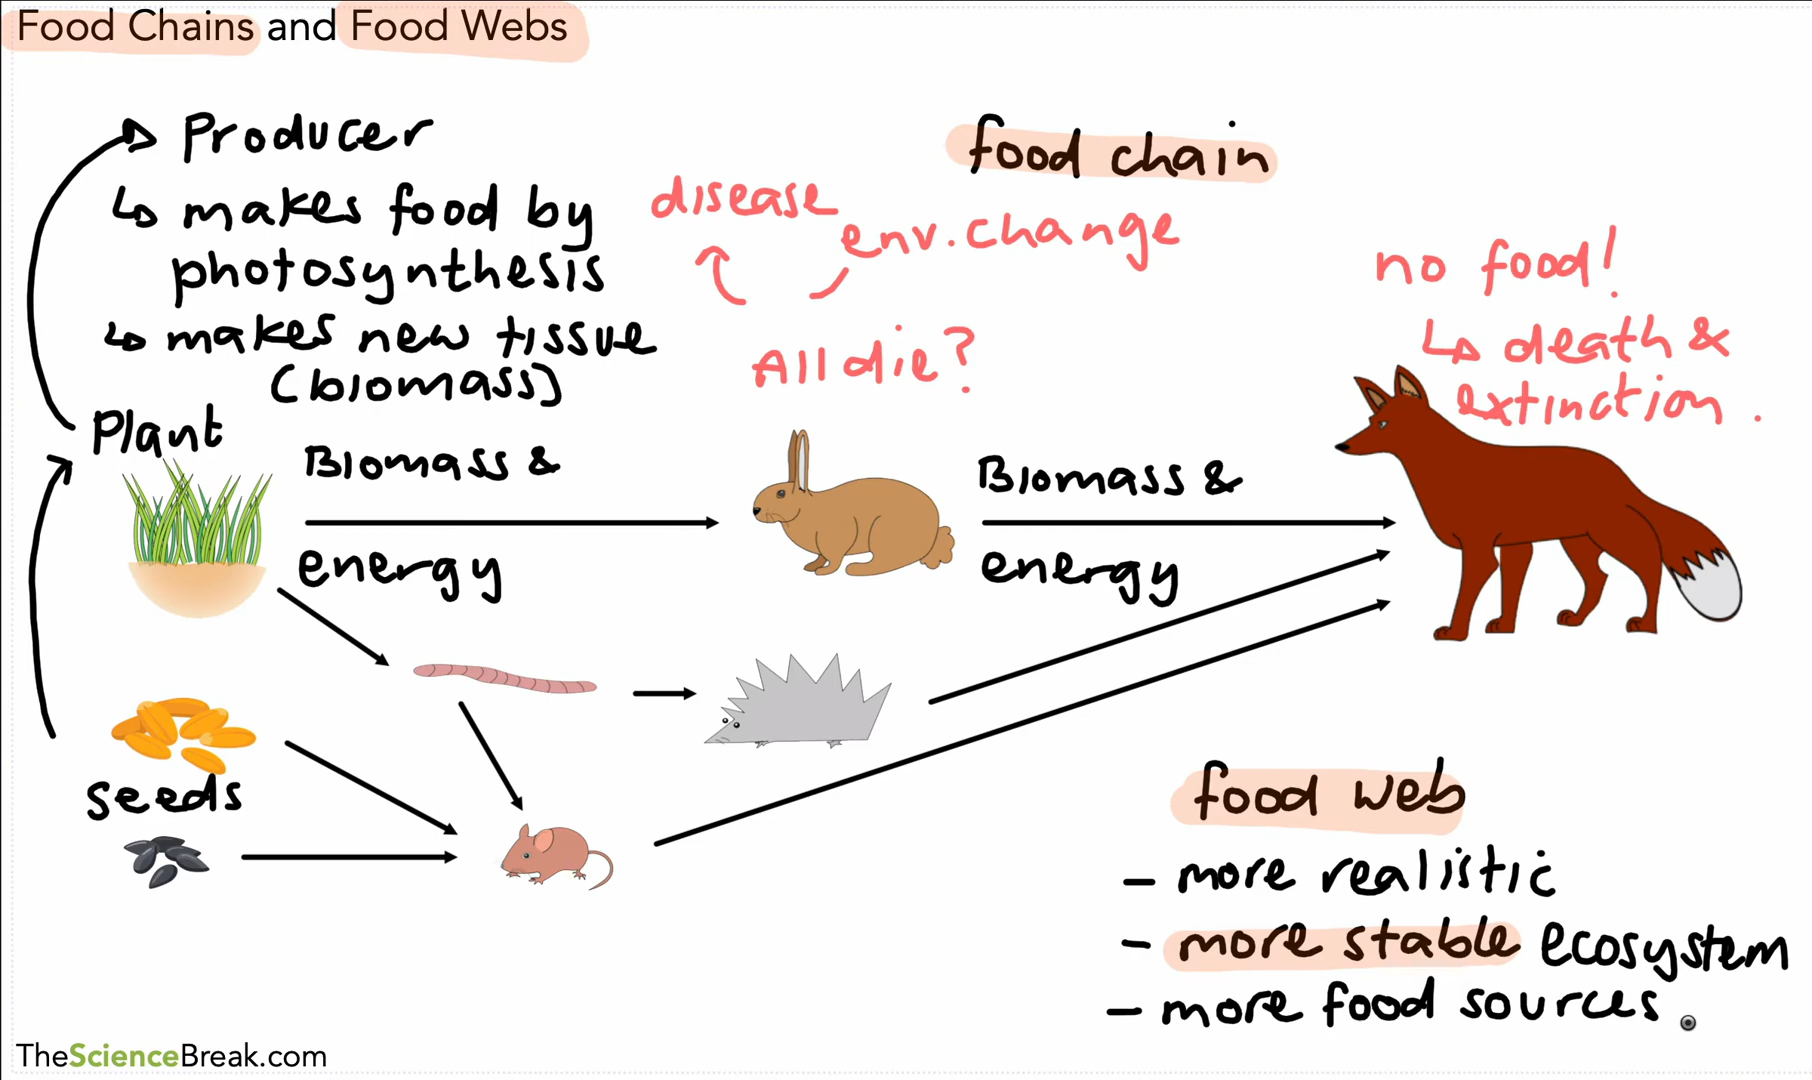 Food Chains and Food Webs
Producer
makes food by
photosynthesis
makes new tissue
(biomass)
Plant
food chain
disease
env. change
All die?
no food!
death &
extinction.
Biomass &
energy
Biomass &
energy
seeds
food web
- more realistic
- more stable ecosystem
- more food sources.
TheScienceBreak.com